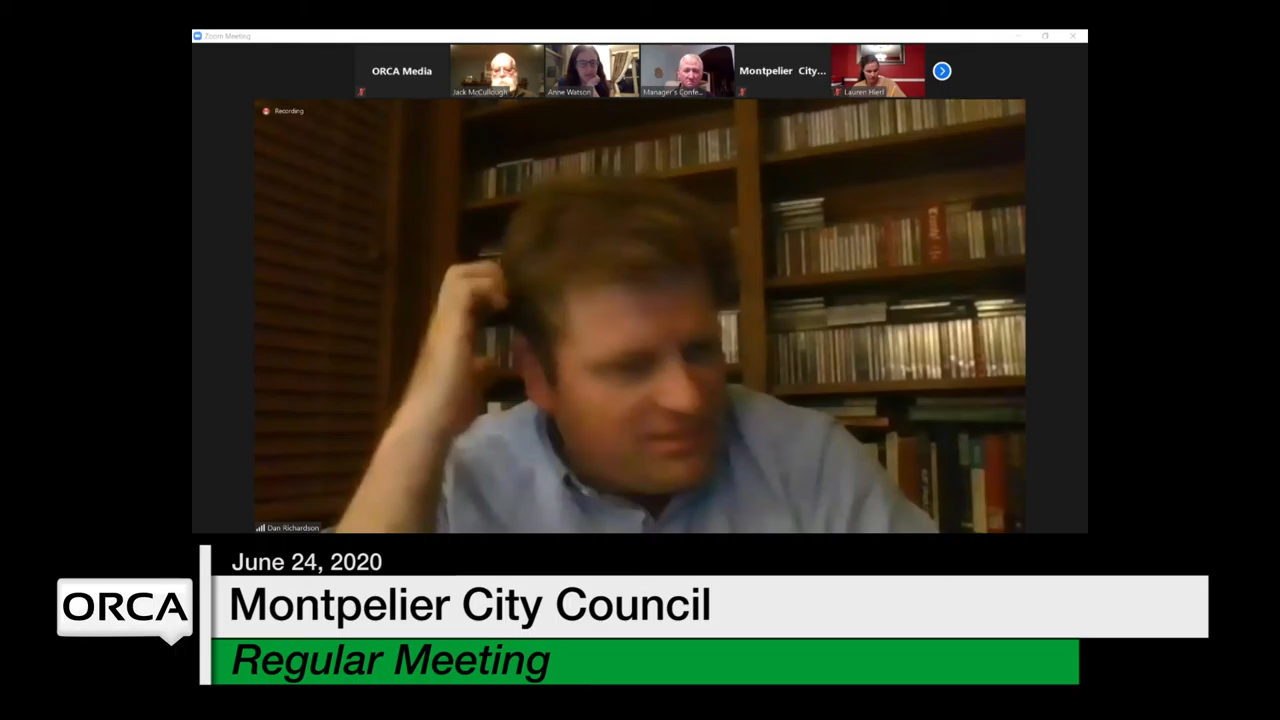 Zoom Meeting
ORCA Media
Jack McCullough
Anne Watson
Manager's Confe...
Montpelier City...
Lauren Hierl
Recording
Dan Richardson
June 24, 2020
ORCA
Montpelier City Council
Regular Meeting